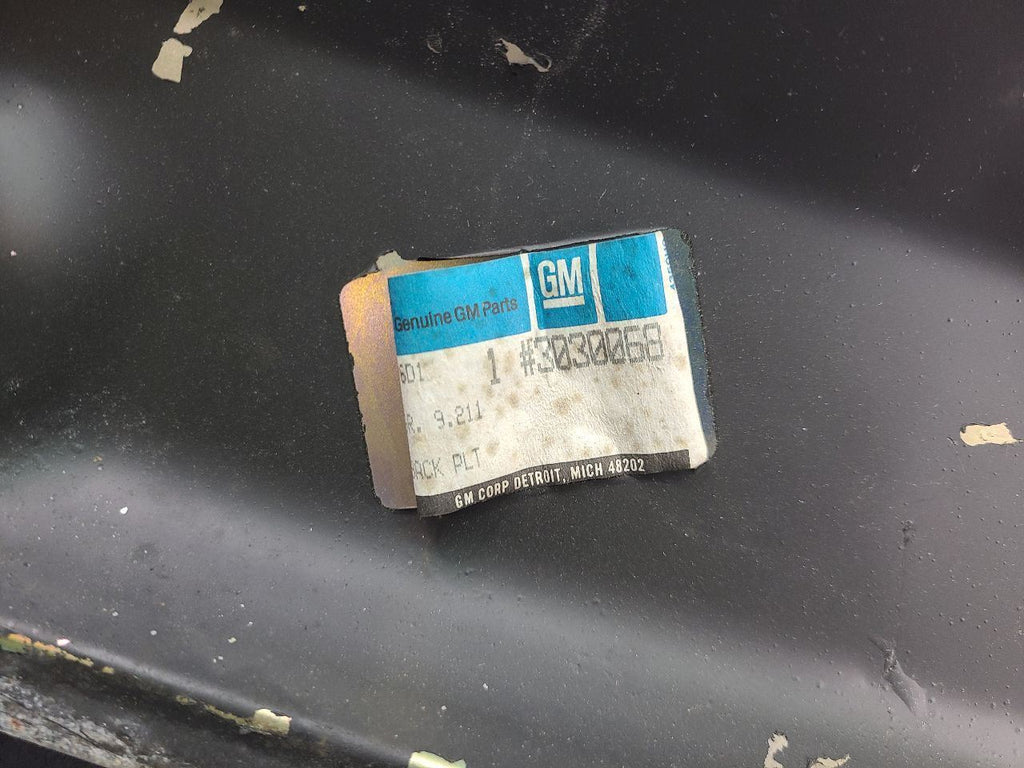 Genuine GM Parts
GM
6D1 1 #3030068
R. 9.211
ACK PLT
GM CORP DETROIT, MICH 48202